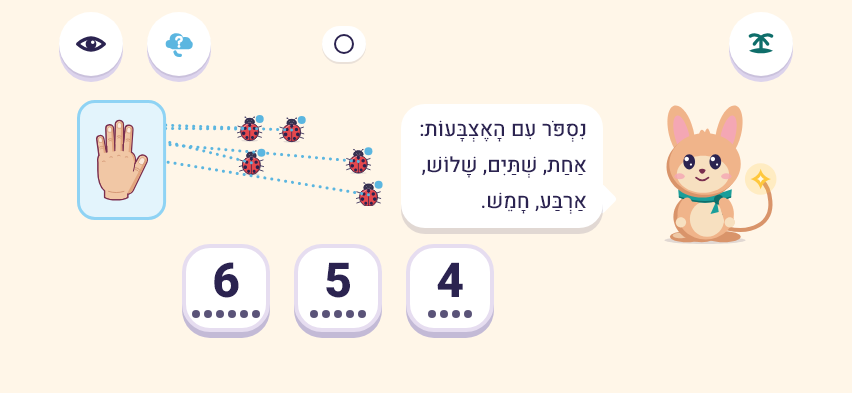 ?
נִסְפֹּר עִם הָאֶצְבָּעוֹת:
אַחַת, שְׁתַּיִם, שָׁלוֹשׁ,
אַרְבַּע, חָמֵשׁ.
6 5 4